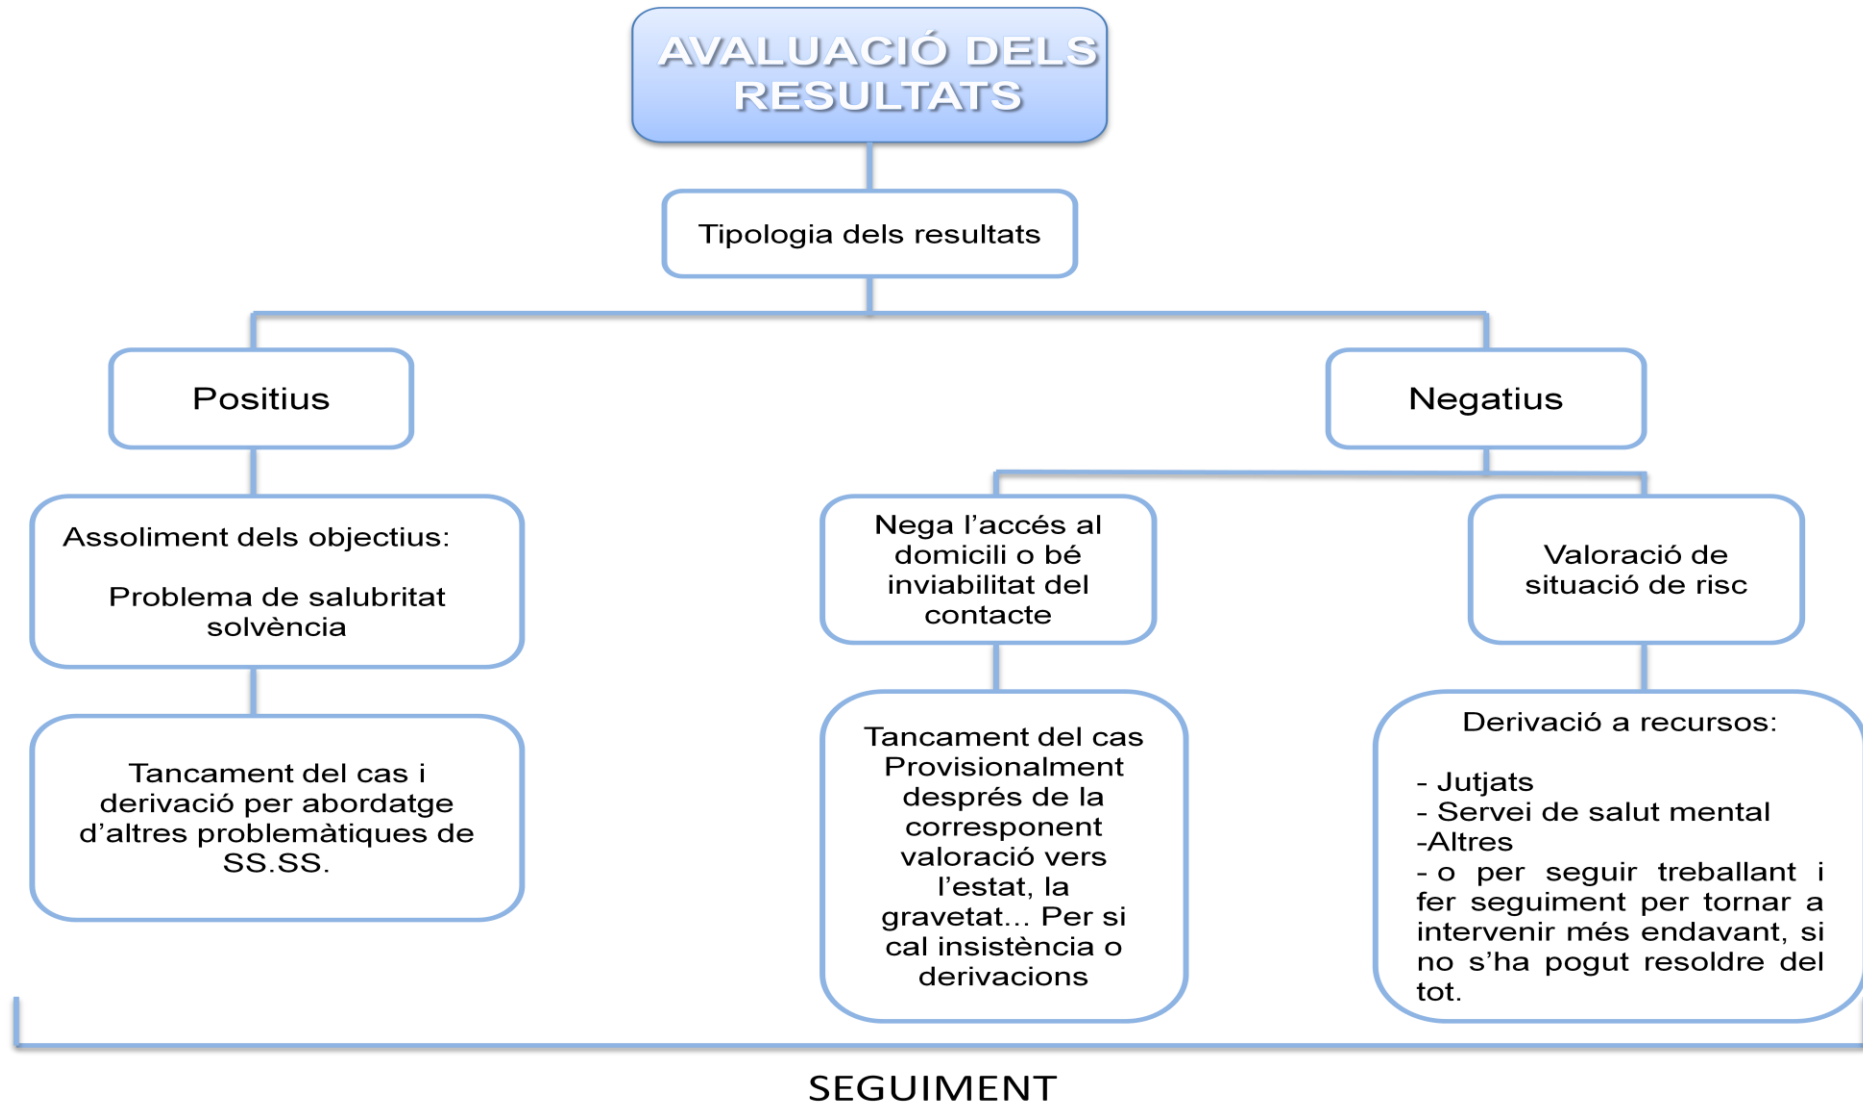 AVALUACIÓ DELS
RESULTATS
Tipologia dels resultats
Positius
Negatius
Assoliment dels objectius:
Problema de salubritat
solvència
Nega l’accés al
domicili o bé
inviabilitat del
contacte
Valoració de
situació de risc
Tancament del cas i
derivació per abordatge
d’altres problemàtiques de
SS.SS.
Tancament del cas
Provisionalment
després de la
corresponent
valoració vers
l’estat, la
gravetat... Per si
cal insistència o
derivacions
Derivació a recursos:
- Jutjats
- Servei de salut mental
-Altres
- o per seguir treballant i
fer seguiment per tornar a
intervenir més endavant, si
no s’ha pogut resoldre del
tot.
SEGUIMENT